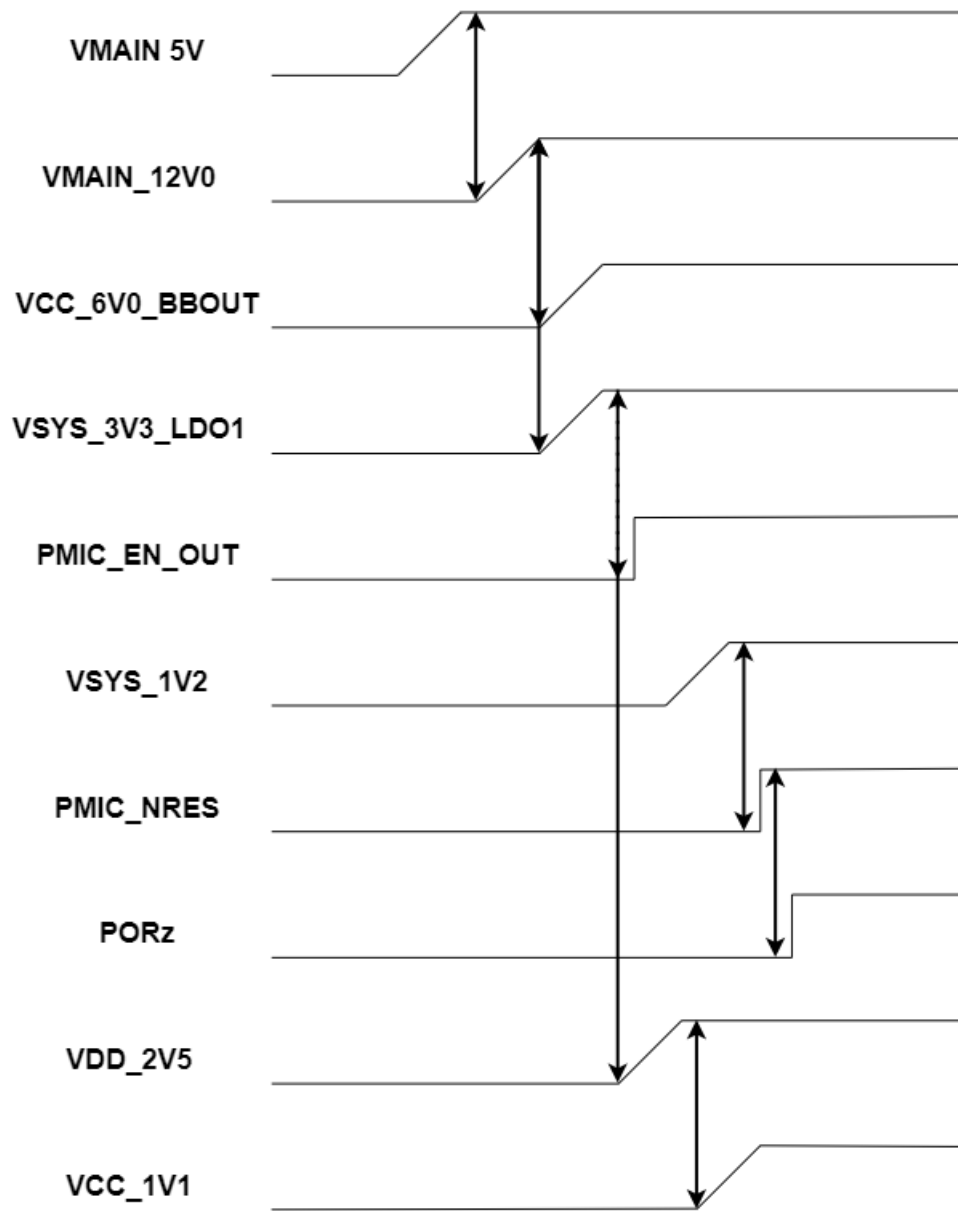 VMAIN 5V
VMAIN_12V0
VCC_6V0_BBOUT
VSYS_3V3_LDO1
PMIC_EN_OUT
VSYS_1V2
PMIC_NRES
PORz
VDD_2V5
VCC_1V1